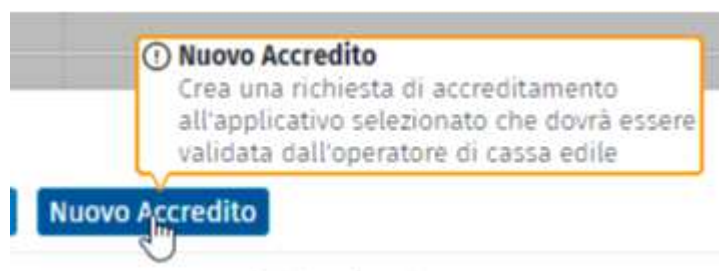 Nuovo Accredito
Crea una richiesta di accreditamento
all'applicativo selezionato che dovrà essere
validata dall'operatore di cassa edile
Nuovo Accredito